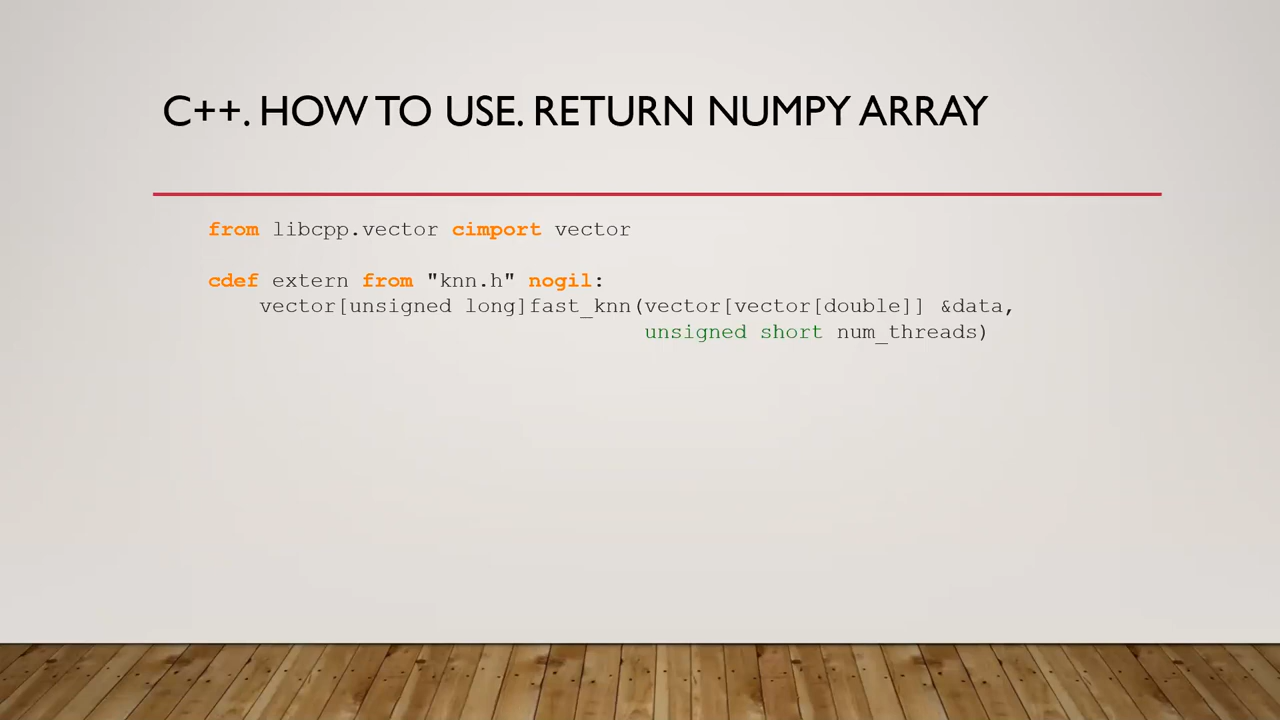 C++. HOW TO USE. RETURN NUMPY ARRAY
from libcpp.vector cimport vector
cdef extern from "knn.h" nogil:
vector[unsigned long]fast_knn(vector[vector[double]] &data,
unsigned short num_threads)